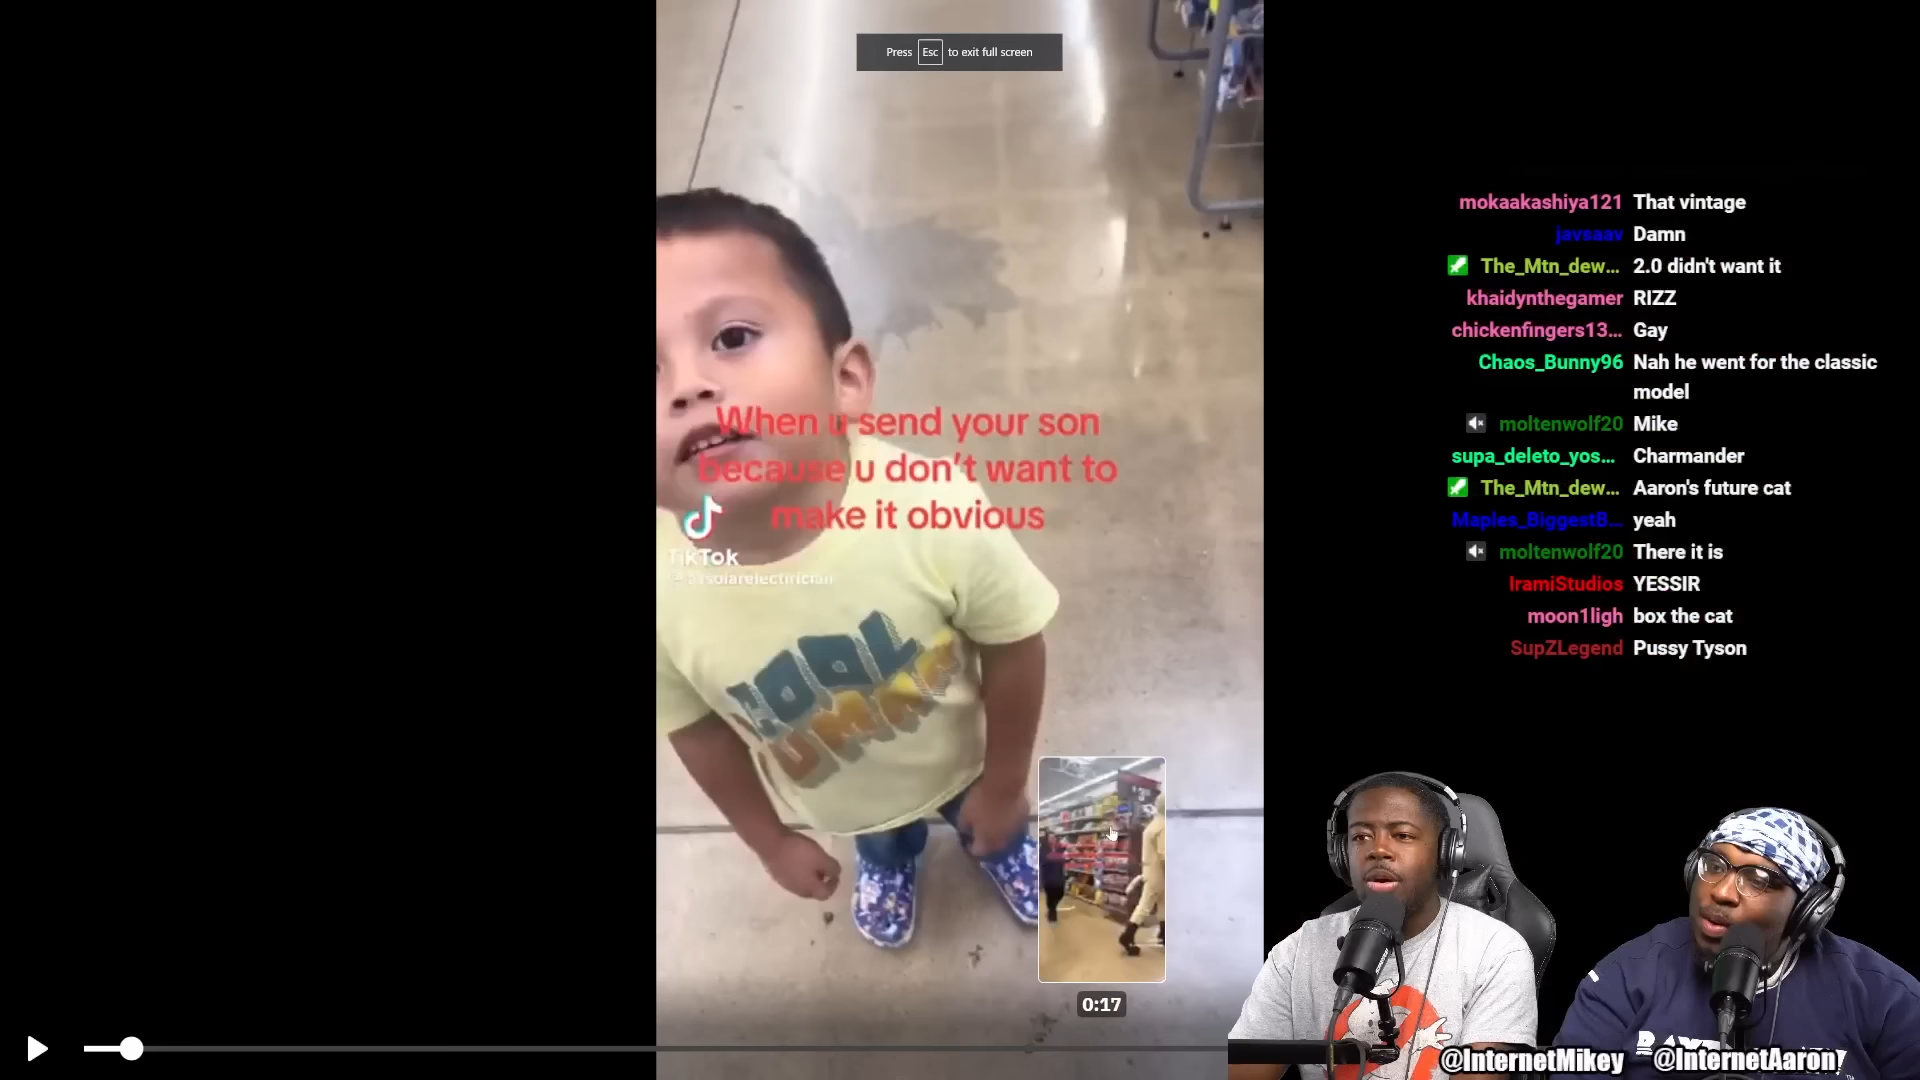 Press Esc to exit full screen
When u send your son
because u don't want to
make it obvious
TikTok
COOL
0:17
mokaakashiya121 That vintage
javsaav Damn
The_Mtn_dew... 2.0 didn't want it
khaidynthegamer RIZZ
chickenfingers13... Gay
Chaos_Bunny96 Nah he went for the classic
model
moltenwolf20 Mike
supa_deleto_yos... Charmander
The_Mtn_dew... Aaron's future cat
Maples_BiggestB... yeah
moltenwolf20 There it is
IramiStudios YESSIR
moon1ligh box the cat
SupZLegend Pussy Tyson
@InternetMikey
@InternetAaron